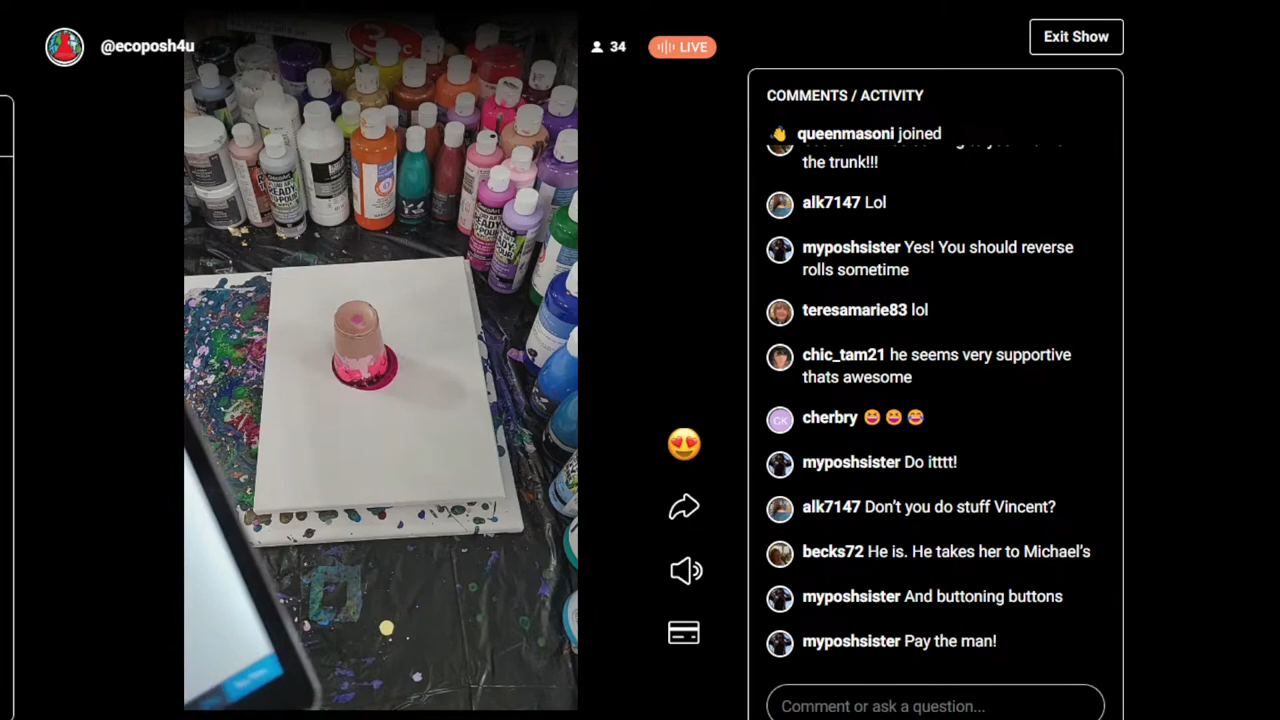 @ecoposh4u
34
LIVE
Exit Show
COMMENTS / ACTIVITY
queenmasoni joined
the trunk!!!
alk7147 Lol
myposhsister Yes! You should reverse
rolls sometime
teresamarie83 lol
chic_tam21 he seems very supportive
thats awesome
CK
cherbry 😆 😆 😂
myposhsister Do itttt!
alk7147 Don't you do stuff Vincent?
becks72 He is. He takes her to Michael's
myposhsister And buttoning buttons
myposhsister Pay the man!
Comment or ask a question...